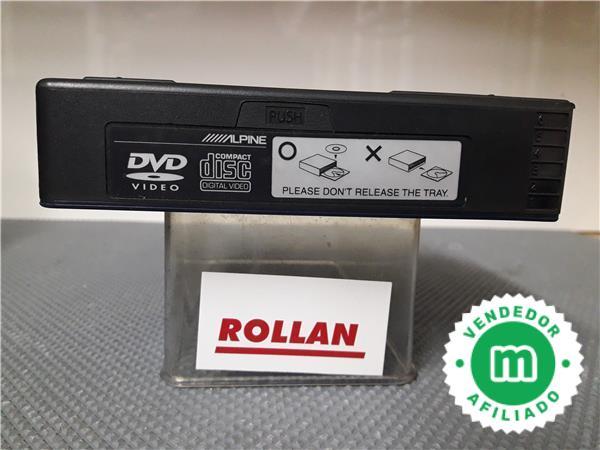 PUSH
ALPINE
DVD
VIDEO
COMPACT
disc
DIGITAL VIDEO
PLEASE DON'T RELEASE THE TRAY.
ROLLAN
VENDEDOR
m
AFILIADO